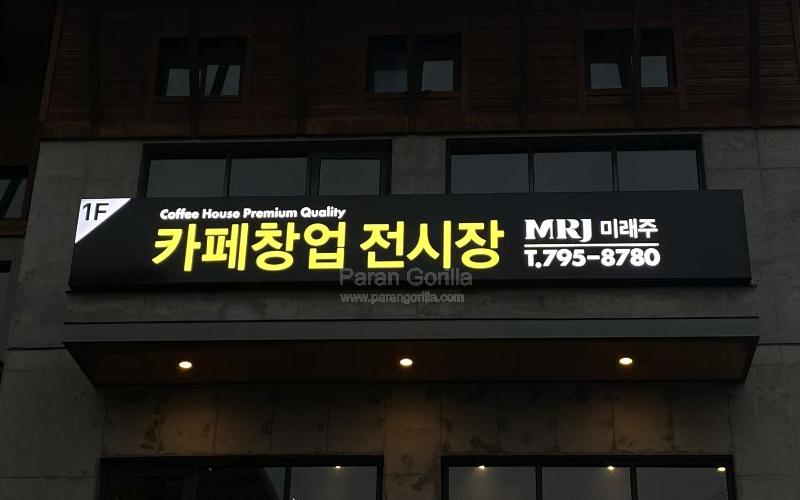 1F
Coffee House Premium Quality
카페창업 전시장
MRJ 미래주
T.795-8780
Paran Gorilla
www.parangorilla.com